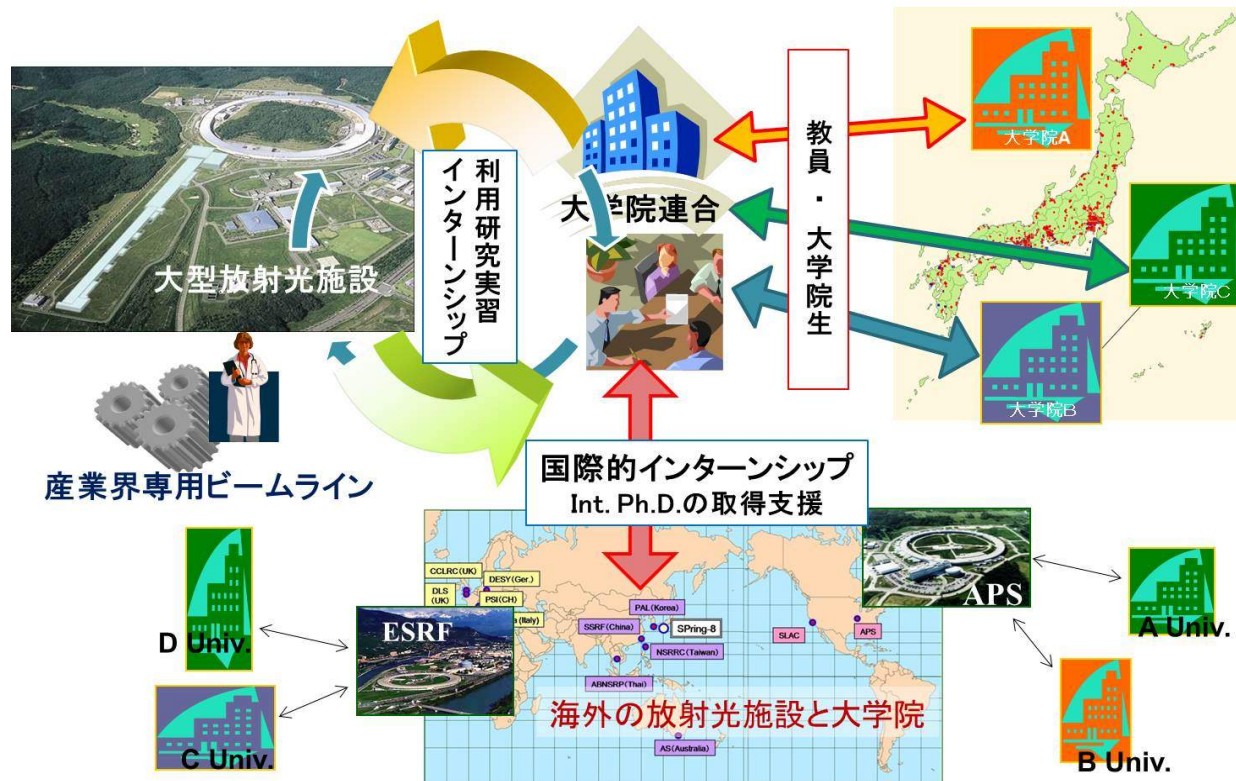 大学院A
大学院C
大学院B
教員・大学院生
大学院連合
利用研究実習
インターンシップ
大型放射光施設
産業界専用ビームライン
国際的インターンシップ
Int. Ph.D.の取得支援
CCLRC(UK)
DESY(Ger.)
DLS
(UK)
PSI(CH)
(Italy)
PAL(Korea)
SSRF(China)
SPring-8
NSRRC(Taiwan)
ABNSRP(Thai)
SLAC
APS
AS(Australia)
海外の放射光施設と大学院
ESRF
APS
D Univ.
C Univ.
A Univ.
B Univ.